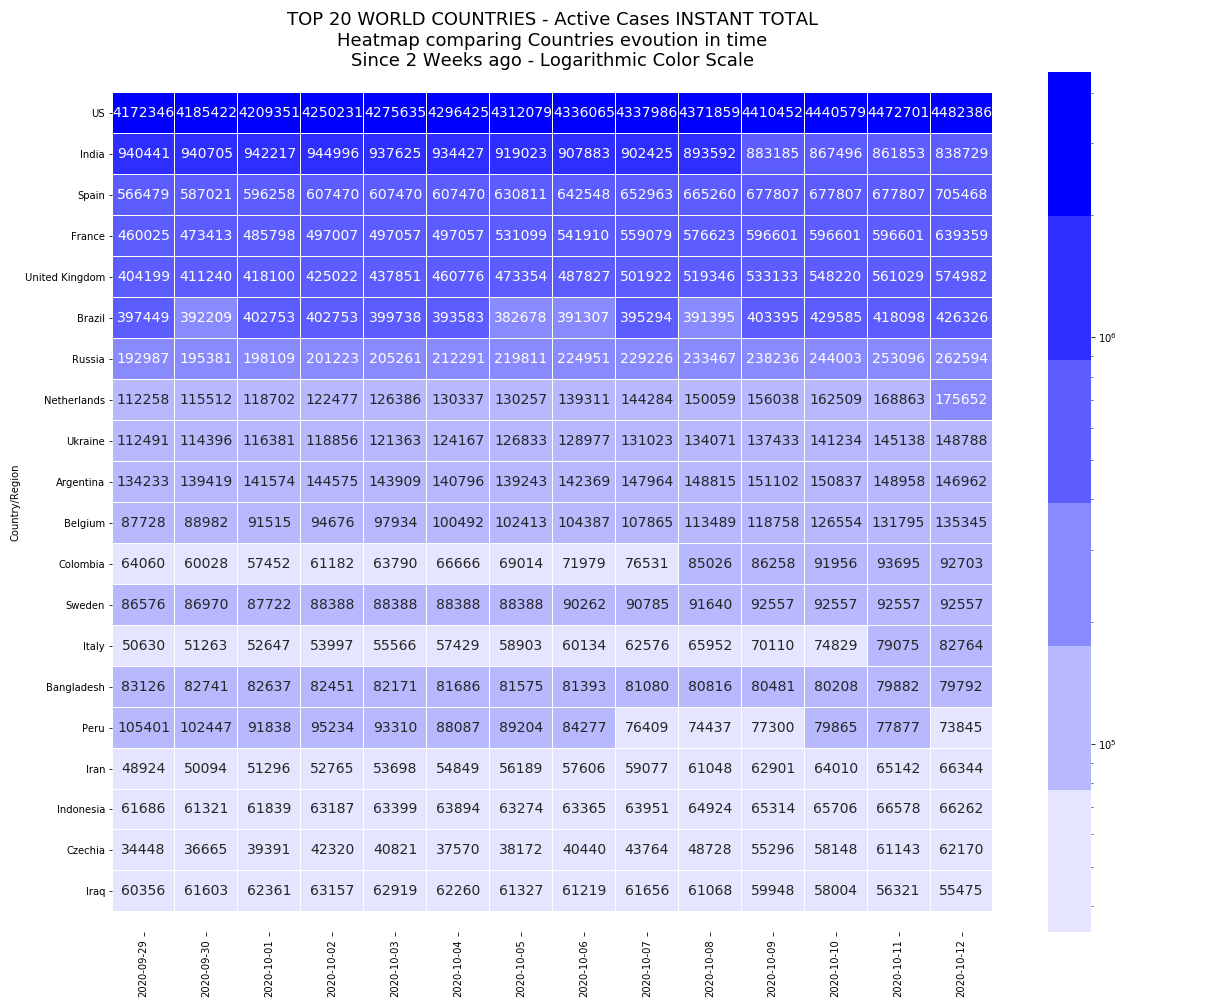 TOP 20 WORLD COUNTRIES - Active Cases INSTANT TOTAL
Heatmap comparing Countries evoution in time
Since 2 Weeks ago - Logarithmic Color Scale
Country/Region
US 4172346 4185422 4209351 4250231 4275635 4296425 4312079 4336065 4337986 4371859 4410452 4440579 4472701 4482386
India 940441 940705 942217 944996 937625 934427 919023 907883 902425 893592 883185 867496 861853 838729
Spain 566479 587021 596258 607470 607470 607470 630811 642548 652963 665260 677807 677807 677807 705468
France 460025 473413 485798 497007 497057 497057 531099 541910 559079 576623 596601 596601 596601 639359
United Kingdom 404199 411240 418100 425022 437851 460776 473354 487827 501922 519346 533133 548220 561029 574982
Brazil 397449 392209 402753 402753 399738 393583 382678 391307 395294 391395 403395 429585 418098 426326
Russia 192987 195381 198109 201223 205261 212291 219811 224951 229226 233467 238236 244003 253096 262594
Netherlands 112258 115512 118702 122477 126386 130337 130257 139311 144284 150059 156038 162509 168863 175652
Ukraine 112491 114396 116381 118856 121363 124167 126833 128977 131023 134071 137433 141234 145138 148788
Argentina 134233 139419 141574 144575 143909 140796 139243 142369 147964 148815 151102 150837 148958 146962
Belgium 87728 88982 91515 94676 97934 100492 102413 104387 107865 113489 118758 126554 131795 135345
Colombia 64060 60028 57452 61182 63790 66666 69014 71979 76531 85026 86258 91956 93695 92703
Sweden 86576 86970 87722 88388 88388 88388 88388 90262 90785 91640 92557 92557 92557 92557
Italy 50630 51263 52647 53997 55566 57429 58903 60134 62576 65952 70110 74829 79075 82764
Bangladesh 83126 82741 82637 82451 82171 81686 81575 81393 81080 80816 80481 80208 79882 79792
Peru 105401 102447 91838 95234 93310 88087 89204 84277 76409 74437 77300 79865 77877 73845
Iran 48924 50094 51296 52765 53698 54849 56189 57606 59077 61048 62901 64010 65142 66344
Indonesia 61686 61321 61839 63187 63399 63894 63274 63365 63951 64924 65314 65706 66578 66262
Czechia 34448 36665 39391 42320 40821 37570 38172 40440 43764 48728 55296 58148 61143 62170
Iraq 60356 61603 62361 63157 62919 62260 61327 61219 61656 61068 59948 58004 56321 55475
2020-09-29 2020-09-30 2020-10-01 2020-10-02 2020-10-03 2020-10-04 2020-10-05 2020-10-06 2020-10-07 2020-10-08 2020-10-09 2020-10-10 2020-10-11 2020-10-12
10⁶
10⁵